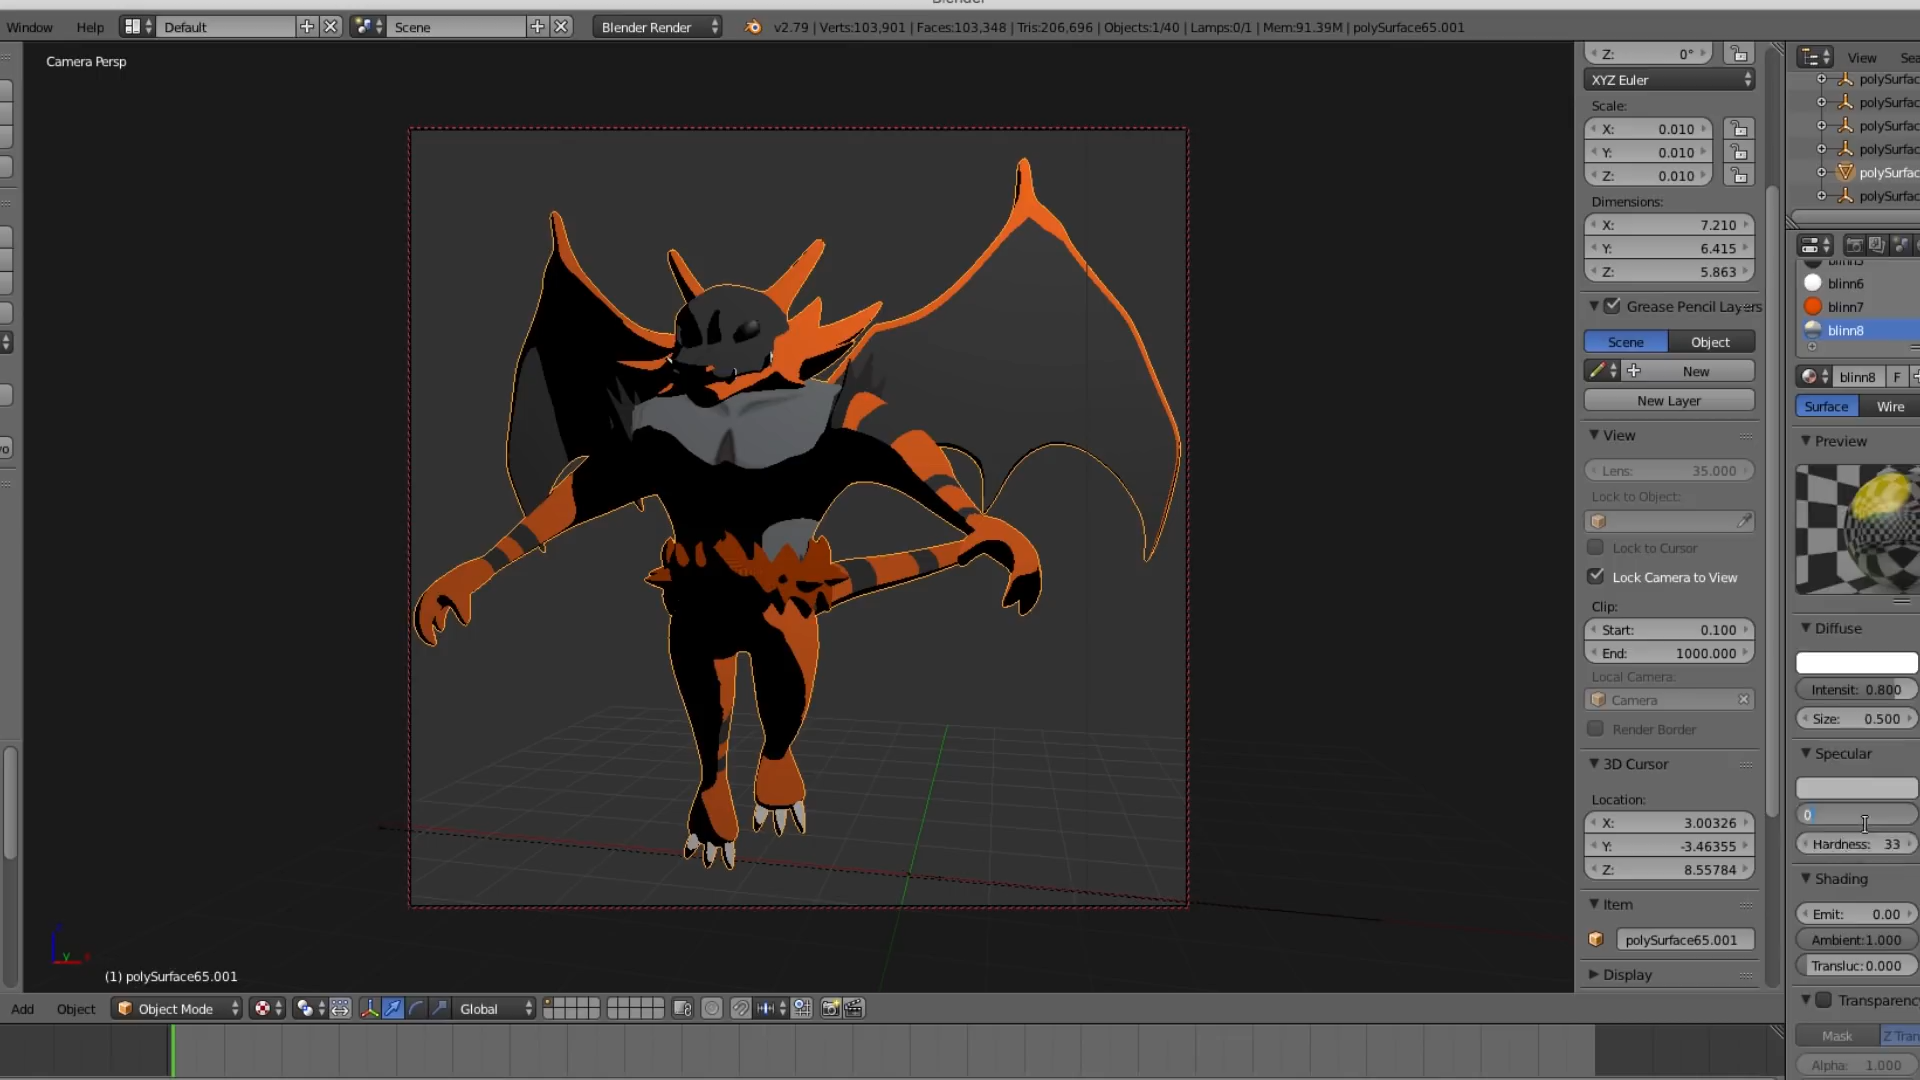 Blender
Window Help Default Scene Blender Render v2.79 | Verts:103,901 | Faces:103,348 | Tris:206,696 | Objects:1/40 | Lamps:0/1 | Mem:91.39M | polySurface65.001
Camera Persp
Z: 0°
XYZ Euler
Scale:
X: 0.010
Y: 0.010
Z: 0.010
Dimensions:
X: 7.210
Y: 6.415
Z: 5.863
Grease Pencil Layers
Scene Object
New
New Layer
View
Lens: 35.000
Lock to Object:
Lock to Cursor
Lock Camera to View
Clip:
Start: 0.100
End: 1000.000
Local Camera:
Camera
Render Border
3D Cursor
Location:
X: 3.00326
Y: -3.46355
Z: 8.55784
Item
polySurface65.001
Display
View Sea
polySurfac
polySurfac
polySurfac
polySurfac
polySurfac
polySurfac
blinn6
blinn7
blinn8
blinn8 F
Surface Wire
Preview
Diffuse
Intensit: 0.800
Size: 0.500
Specular
0
Hardness: 33
Shading
Emit: 0.00
Ambient:1.000
Transluc:0.000
Transparency
Mask Z Tran
Alpha: 1.000
y
(1) polySurface65.001
Add Object Object Mode Global